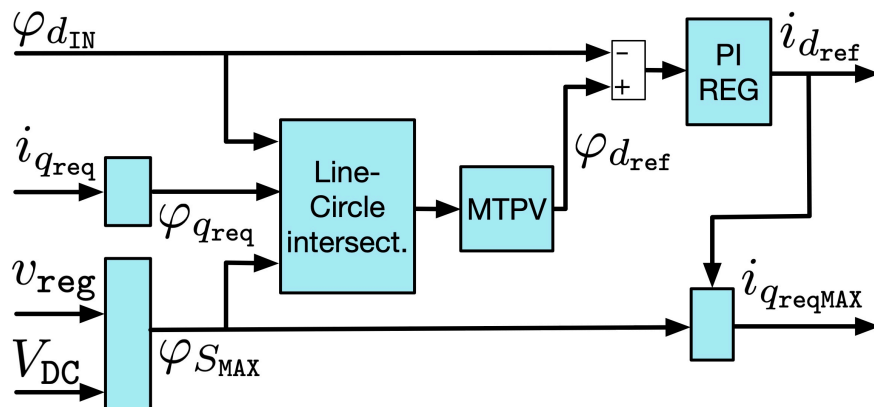 φd_IN
-
+
PI
REG
i_d_ref
φd_ref
i_q_req
φq_req
Line-
Circle
intersect.
MTPV
v_reg
V_DC
φS_MAX
i_q_reqMAX